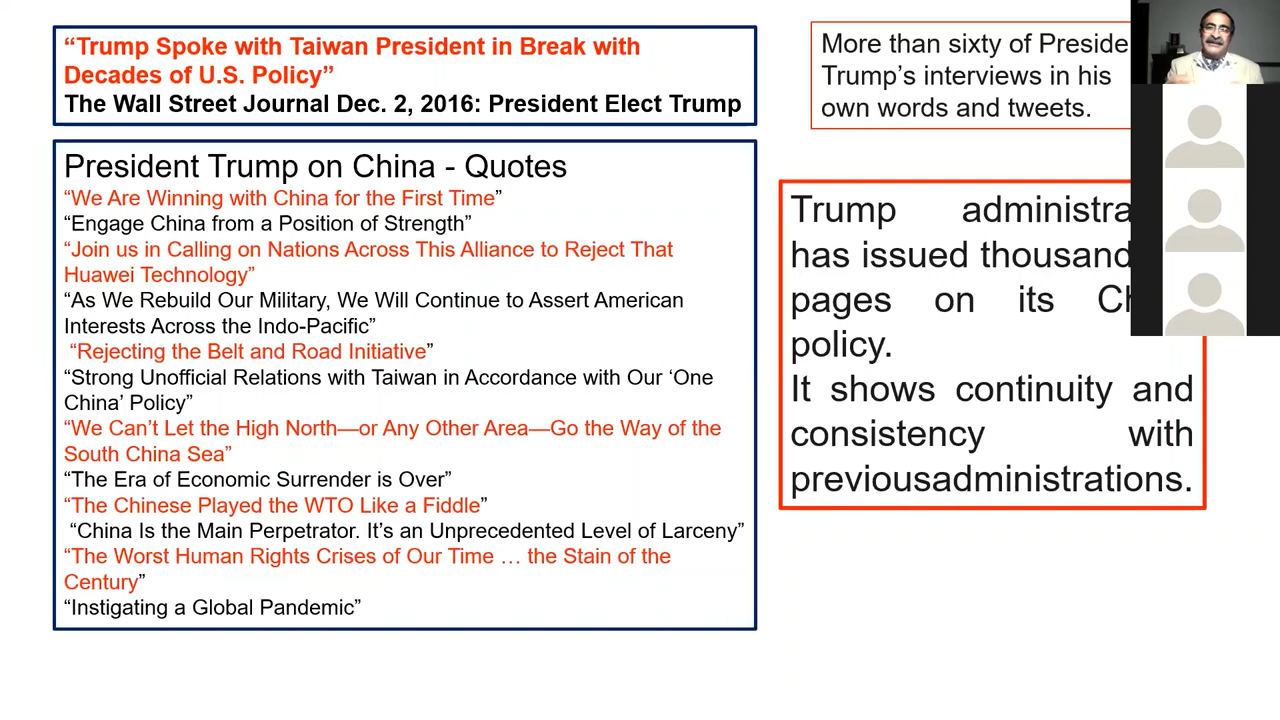 “Trump Spoke with Taiwan President in Break with
Decades of U.S. Policy”
The Wall Street Journal Dec. 2, 2016: President Elect Trump
President Trump on China - Quotes
“We Are Winning with China for the First Time”
“Engage China from a Position of Strength”
“Join us in Calling on Nations Across This Alliance to Reject That
Huawei Technology”
“As We Rebuild Our Military, We Will Continue to Assert American
Interests Across the Indo-Pacific”
“Rejecting the Belt and Road Initiative”
“Strong Unofficial Relations with Taiwan in Accordance with Our ‘One
China’ Policy”
“We Can’t Let the High North—or Any Other Area—Go the Way of the
South China Sea”
“The Era of Economic Surrender is Over”
“The Chinese Played the WTO Like a Fiddle”
“China Is the Main Perpetrator. It’s an Unprecedented Level of Larceny”
“The Worst Human Rights Crises of Our Time … the Stain of the
Century”
“Instigating a Global Pandemic”
More than sixty of
Trump’s interviews in his
own words and tweets.
Trump
has issued
pages on its
policy.
It shows continuity and
consistency with
previousadministrations.